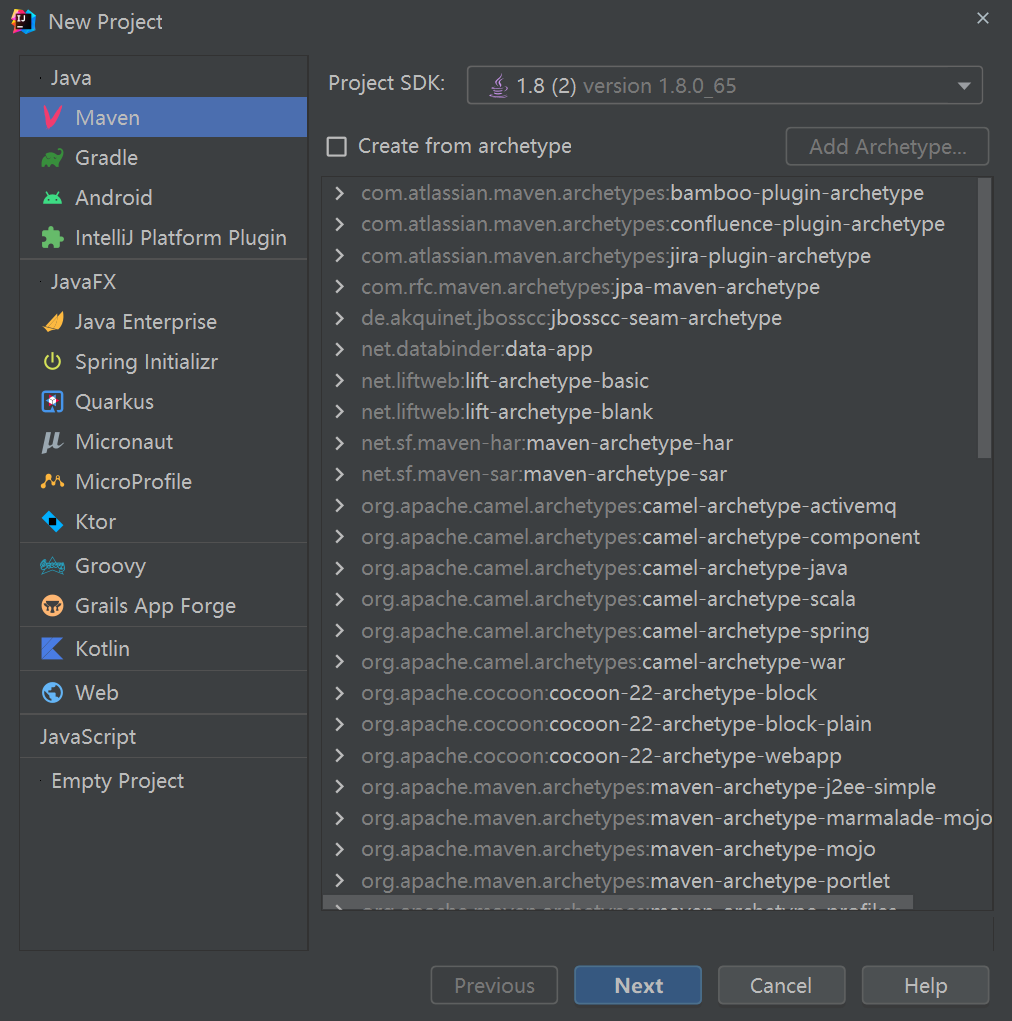 New Project
Java
Maven
Gradle
Android
IntelliJ Platform Plugin
JavaFX
Java Enterprise
Spring Initializr
Quarkus
Micronaut
MicroProfile
Ktor
Groovy
Grails App Forge
Kotlin
Web
JavaScript
Empty Project
Project SDK: 1.8 (2) version 1.8.0_65
Create from archetype Add Archetype...
com.atlassian.maven.archetypes:bamboo-plugin-archetype
com.atlassian.maven.archetypes:confluence-plugin-archetype
com.atlassian.maven.archetypes:jira-plugin-archetype
com.rfc.maven.archetypes:jpa-maven-archetype
de.akquinet.jbosscc:jbosscc-seam-archetype
net.databinder:data-app
net.liftweb:lift-archetype-basic
net.liftweb:lift-archetype-blank
net.sf.maven-har:maven-archetype-har
net.sf.maven-sar:maven-archetype-sar
org.apache.camel.archetypes:camel-archetype-activemq
org.apache.camel.archetypes:camel-archetype-component
org.apache.camel.archetypes:camel-archetype-java
org.apache.camel.archetypes:camel-archetype-scala
org.apache.camel.archetypes:camel-archetype-spring
org.apache.camel.archetypes:camel-archetype-war
org.apache.cocoon:cocoon-22-archetype-block
org.apache.cocoon:cocoon-22-archetype-block-plain
org.apache.cocoon:cocoon-22-archetype-webapp
org.apache.maven.archetypes:maven-archetype-j2ee-simple
org.apache.maven.archetypes:maven-archetype-marmalade-mojo
org.apache.maven.archetypes:maven-archetype-mojo
org.apache.maven.archetypes:maven-archetype-portlet
org.apache.maven.archetypes:maven-archetype-profiles
Previous Next Cancel Help